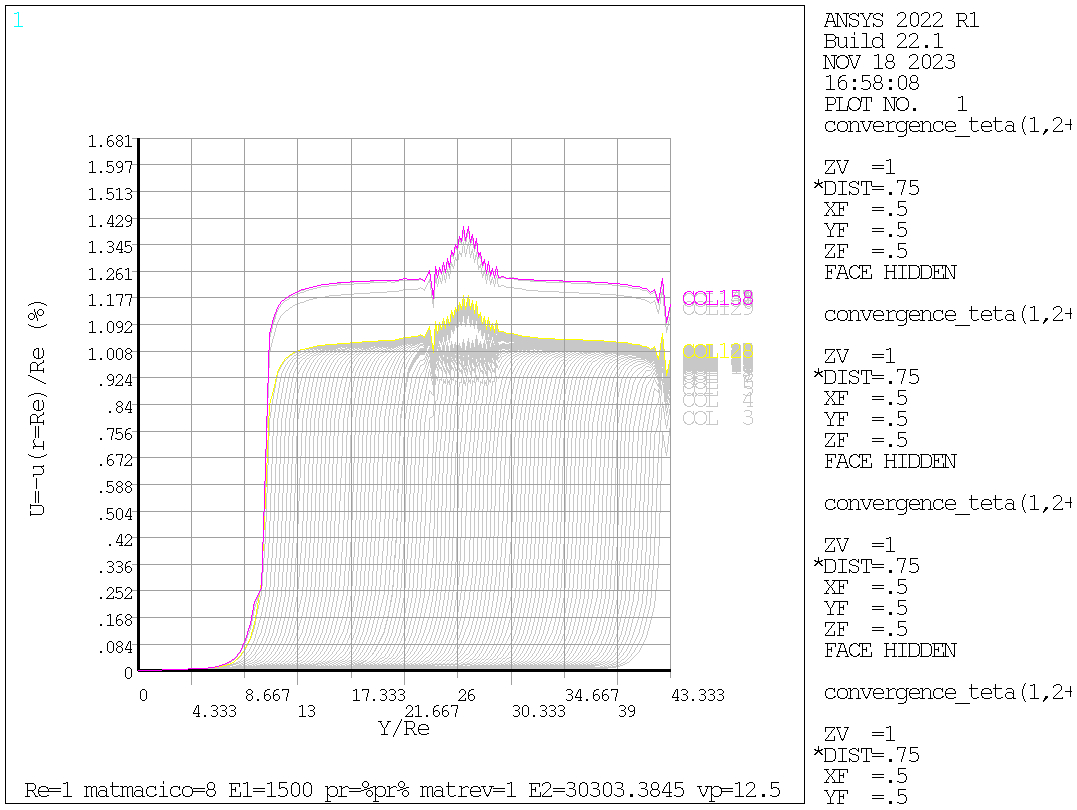 1
ANSYS 2022 R1
Build 22.1
NOV 18 2023
16:58:08
PLOT NO. 1
convergence_teta(1,2+
ZV =1
*DIST=.75
XF =.5
YF =.5
ZF =.5
FACE HIDDEN
convergence_teta(1,2+
ZV =1
*DIST=.75
XF =.5
YF =.5
ZF =.5
FACE HIDDEN
convergence_teta(1,2+
ZV =1
*DIST=.75
XF =.5
YF =.5
ZF =.5
FACE HIDDEN
convergence_teta(1,2+
ZV =1
*DIST=.75
XF =.5
YF =.5
1.681
1.597
1.513
1.429
1.345
1.261
1.177
1.092
1.008
.924
.84
.756
.672
.588
.504
.42
.336
.252
.168
.084
0
U=-u(r=Re)/Re (%)
COL158
COL129
COL 4
COL 3
0
8.667
17.333
26
34.667
43.333
4.333
13
21.667
30.333
39
Y/Re
Re=1 matmacico=8 E1=1500 pr=%pr% matrev=1 E2=30303.3845 vp=12.5